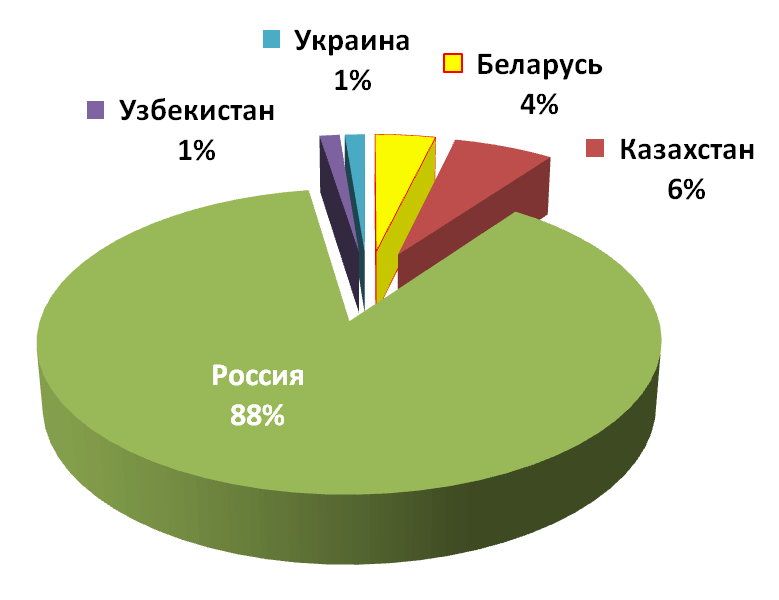 Украина
1%
Беларусь
4%
Узбекистан
1%
Казахстан
6%
Россия
88%